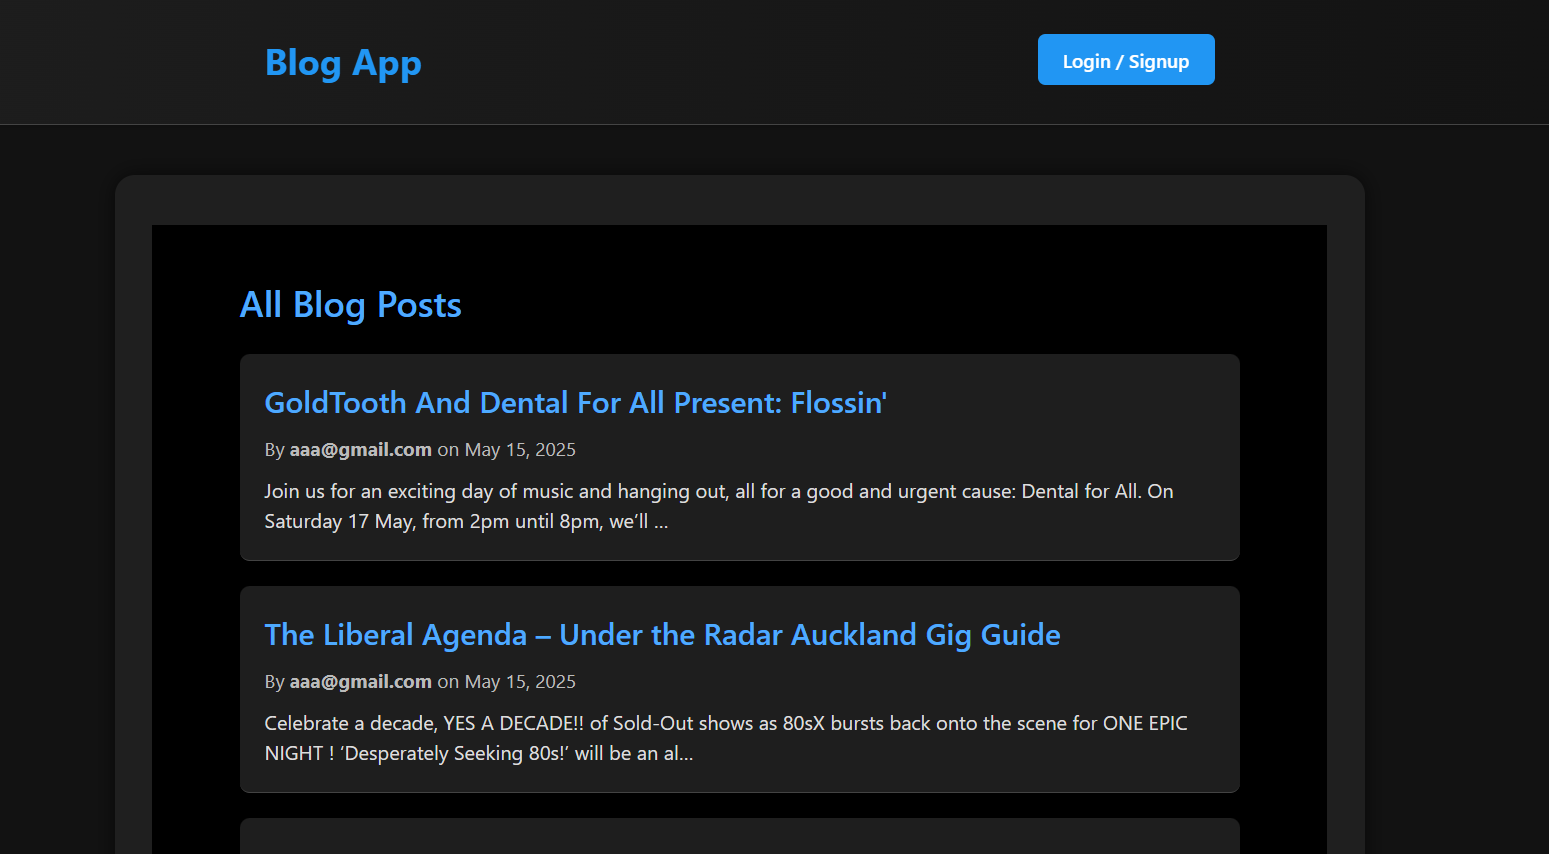 Blog App
Login / Signup
All Blog Posts
GoldTooth And Dental For All Present: Flossin'
By aaa@gmail.com on May 15, 2025
Join us for an exciting day of music and hanging out, all for a good and urgent cause: Dental for All. On
Saturday 17 May, from 2pm until 8pm, we’ll ...
The Liberal Agenda – Under the Radar Auckland Gig Guide
By aaa@gmail.com on May 15, 2025
Celebrate a decade, YES A DECADE!! of Sold-Out shows as 80sX bursts back onto the scene for ONE EPIC
NIGHT ! ‘Desperately Seeking 80s!’ will be an al...